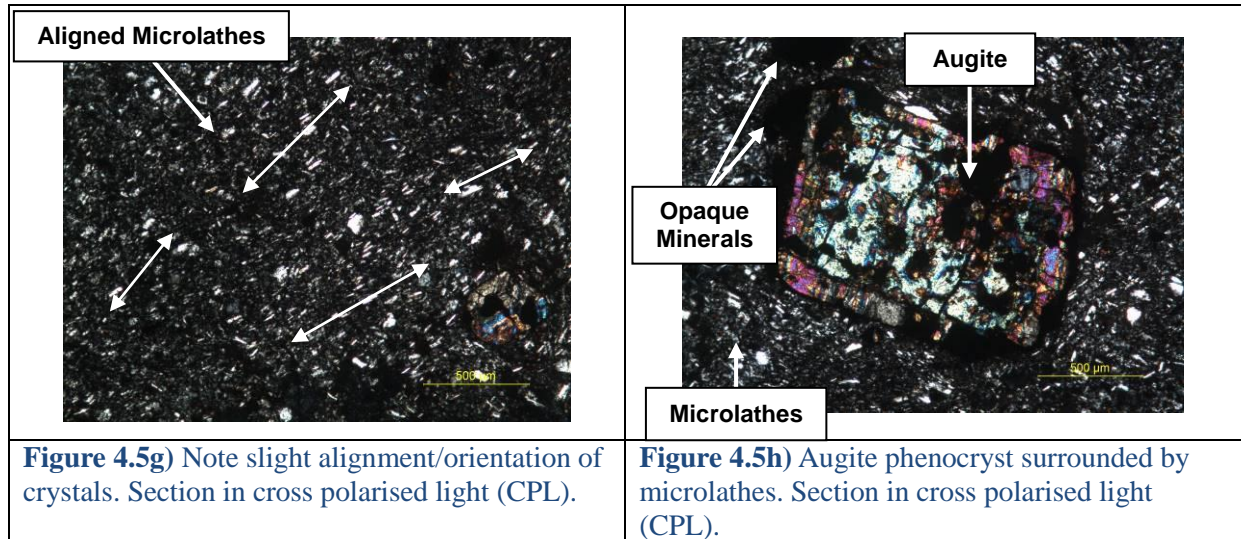 Aligned Microlathes
500 µm
Augite
Opaque
Minerals
Microlathes
500 µm
Figure 4.5g) Note slight alignment/orientation of
crystals. Section in cross polarised light (CPL).
Figure 4.5h) Augite phenocryst surrounded by
microlathes. Section in cross polarised light
(CPL).